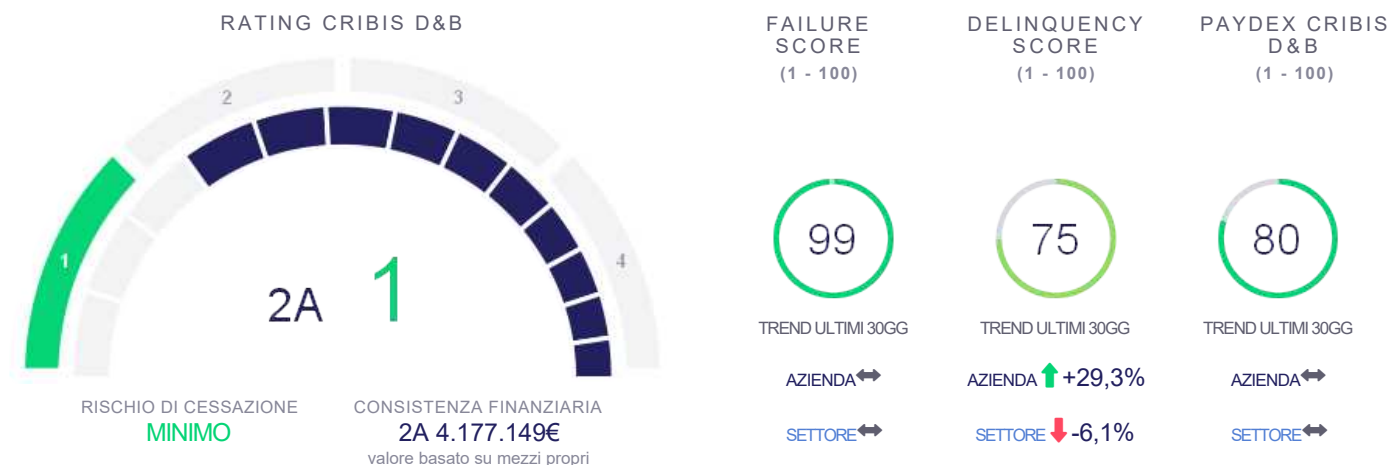 RATING CRIBIS D&B
1
2
3
4
2A 1
RISCHIO DI CESSAZIONE
MINIMO
CONSISTENZA FINANZIARIA
2A 4.177.149€
valore basato su mezzi propri
FAILURE
SCORE
(1 - 100)
99
TREND ULTIMI 30GG
AZIENDA
SETTORE
DELINQUENCY
SCORE
(1 - 100)
75
TREND ULTIMI 30GG
AZIENDA +29,3%
SETTORE -6,1%
PAYDEX CRIBIS
D&B
(1 - 100)
80
TREND ULTIMI 30GG
AZIENDA
SETTORE